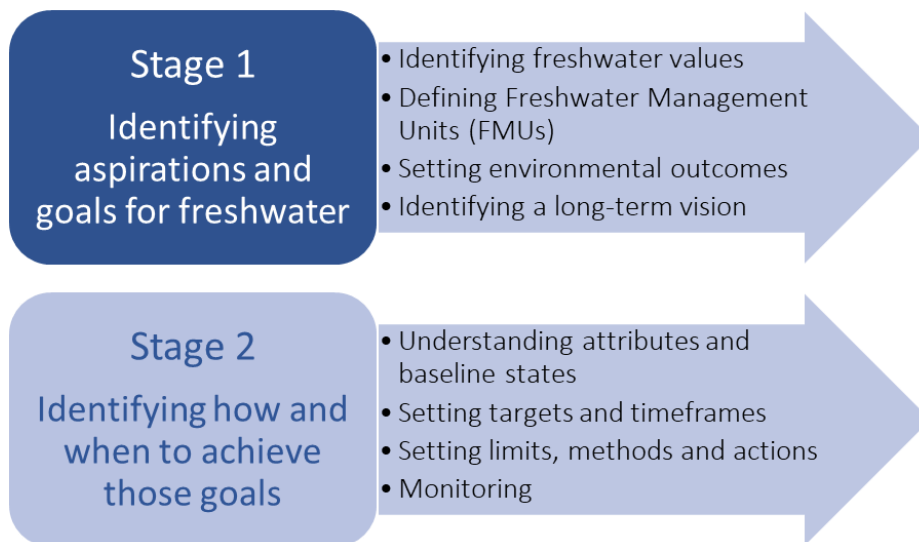 Stage 1
Identifying
aspirations and
goals for freshwater
• Identifying freshwater values
• Defining Freshwater Management
Units (FMUs)
• Setting environmental outcomes
• Identifying a long-term vision
Stage 2
Identifying how and
when to achieve
those goals
• Understanding attributes and
baseline states
• Setting targets and timeframes
• Setting limits, methods and actions
• Monitoring